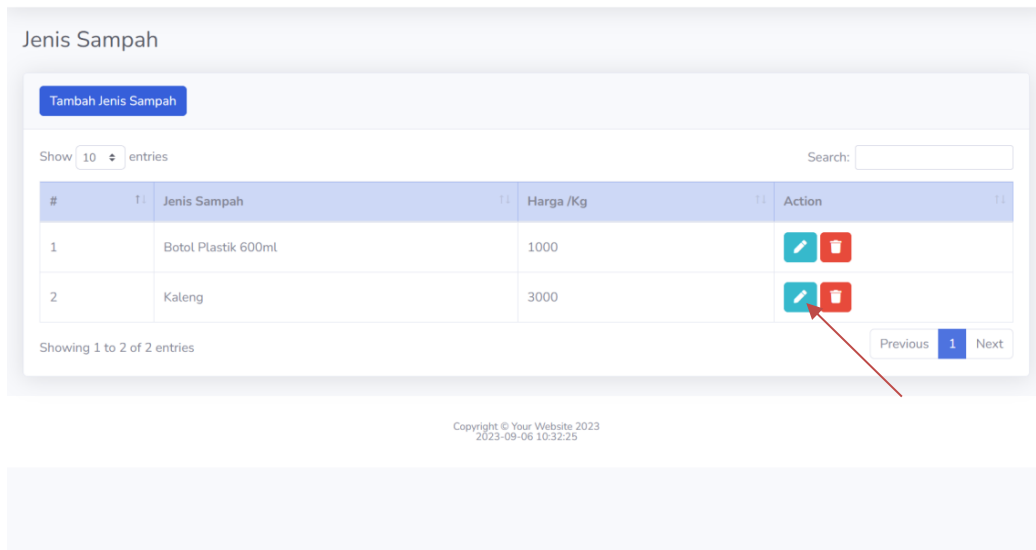 Jenis Sampah
Tambah Jenis Sampah
Show 10 entries Search:
# Jenis Sampah Harga /Kg Action
1 Botol Plastik 600ml 1000
2 Kaleng 3000
Showing 1 to 2 of 2 entries Previous 1 Next
Copyright © Your Website 2023
2023-09-06 10:32:25